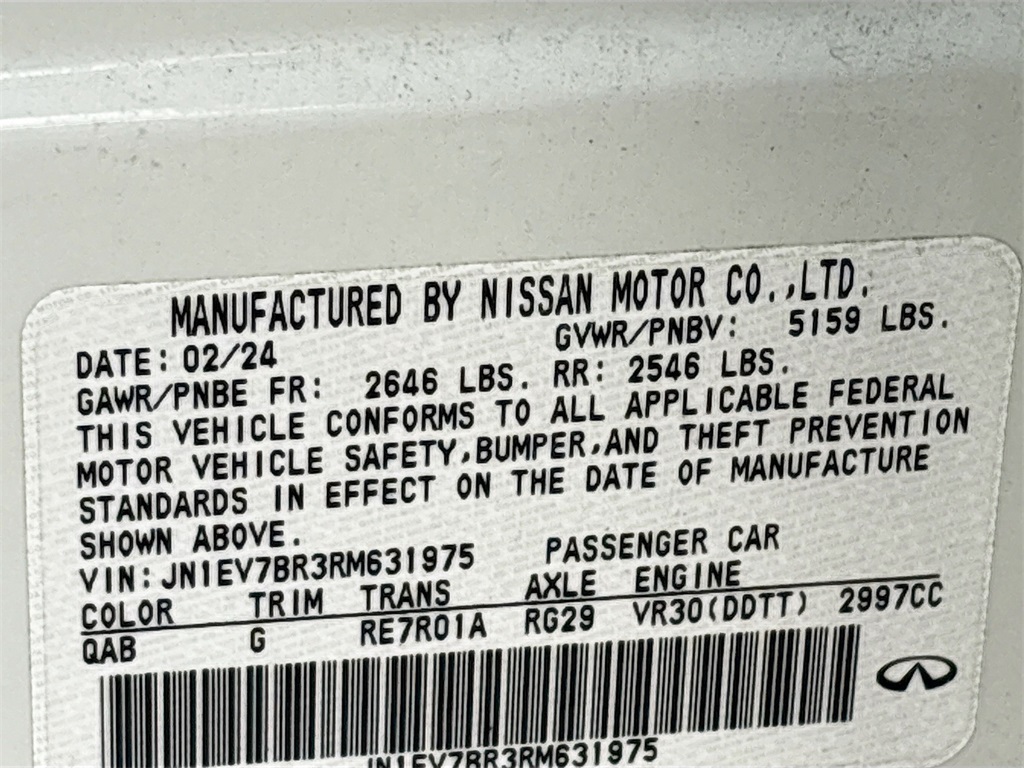 MANUFACTURED BY NISSAN MOTOR CO.,LTD.
DATE:02/24 GVWR/PNBV: 5159 LBS.
GAWR/PNBE FR: 2646 LBS. RR: 2546 LBS.
THIS VEHICLE CONFORMS TO ALL APPLICABLE FEDERAL
MOTOR VEHICLE SAFETY,BUMPER,AND THEFT PREVENTION
STANDARDS IN EFFECT ON THE DATE OF MANUFACTURE
SHOWN ABOVE.
VIN:JN1EV7BR3RM631975 PASSENGER CAR
COLOR TRIM TRANS AXLE ENGINE
QAB G RE7R01A RG29 VR30(DDTT) 2997CC
JN1EV7BR3RM631975